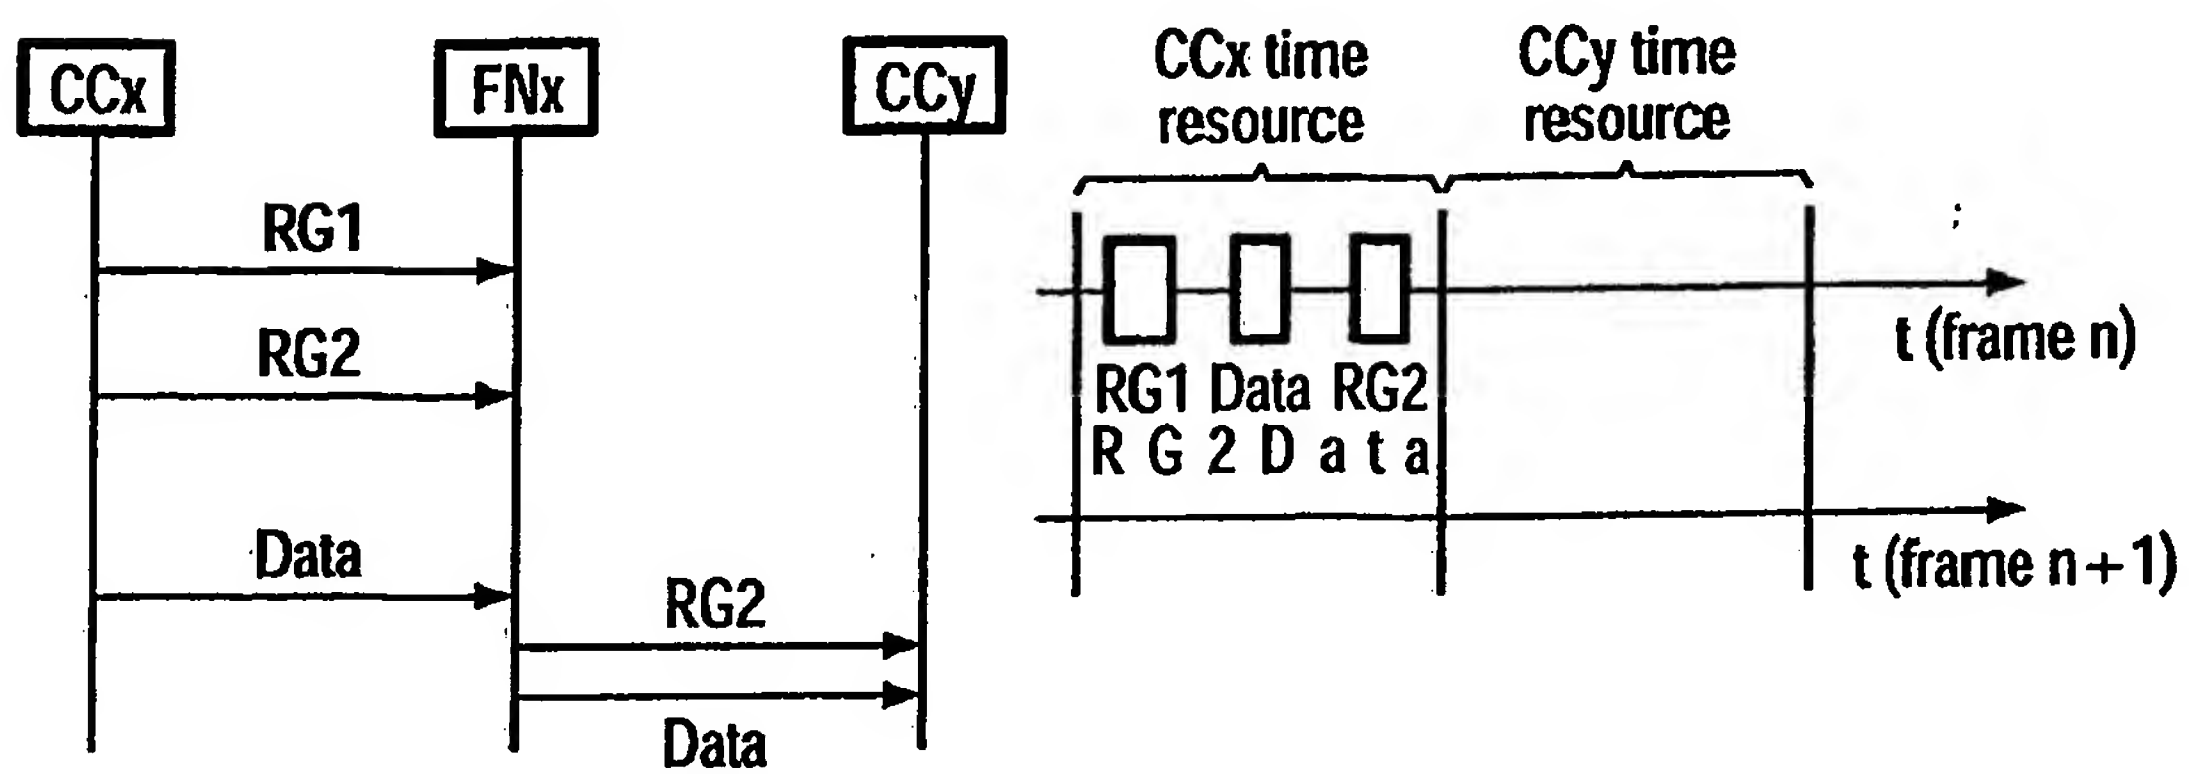 CCx
FNx
CCy
RG1
RG2
Data
RG2
Data
CCx time
resource
CCy time
resource
RG1 Data RG2
R G 2 D a t a
t (frame n)
t (frame n+1)